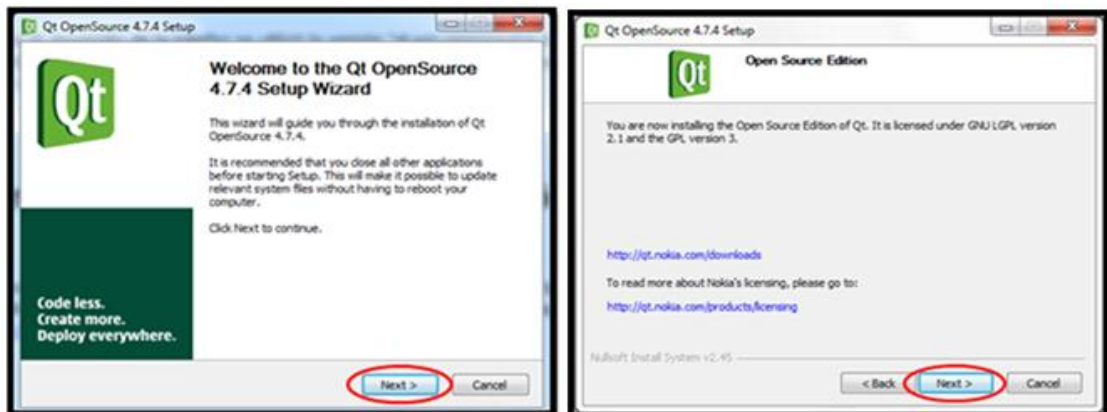 Qt OpenSource 4.7.4 Setup
Qt
Welcome to the Qt OpenSource
4.7.4 Setup Wizard
This wizard will guide you through the installation of Qt
OpenSource 4.7.4.
It is recommended that you close all other applications
before starting Setup. This will make it possible to update
relevant system files without having to reboot your
computer.
Click Next to continue.
Code less.
Create more.
Deploy everywhere.
Next >
Cancel
Qt OpenSource 4.7.4 Setup
Qt
Open Source Edition
You are now installing the Open Source Edition of Qt. It is licensed under GNU LGPL version
2.1 and the GPL version 3.
http://qt.nokia.com/downloads
To read more about Nokia's licensing, please go to:
http://qt.nokia.com/products/licensing
Nullsoft Install System v2.45
< Back
Next >
Cancel